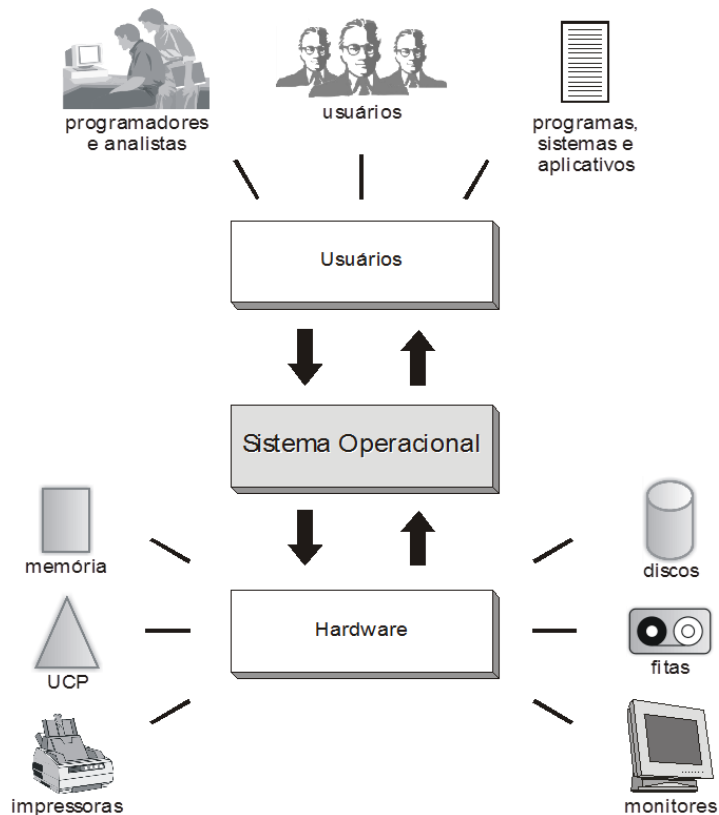 programadores
e analistas
usuários
programas,
sistemas e
aplicativos
Usuários
Sistema Operacional
memória
discos
Hardware
UCP
fitas
impressoras
monitores